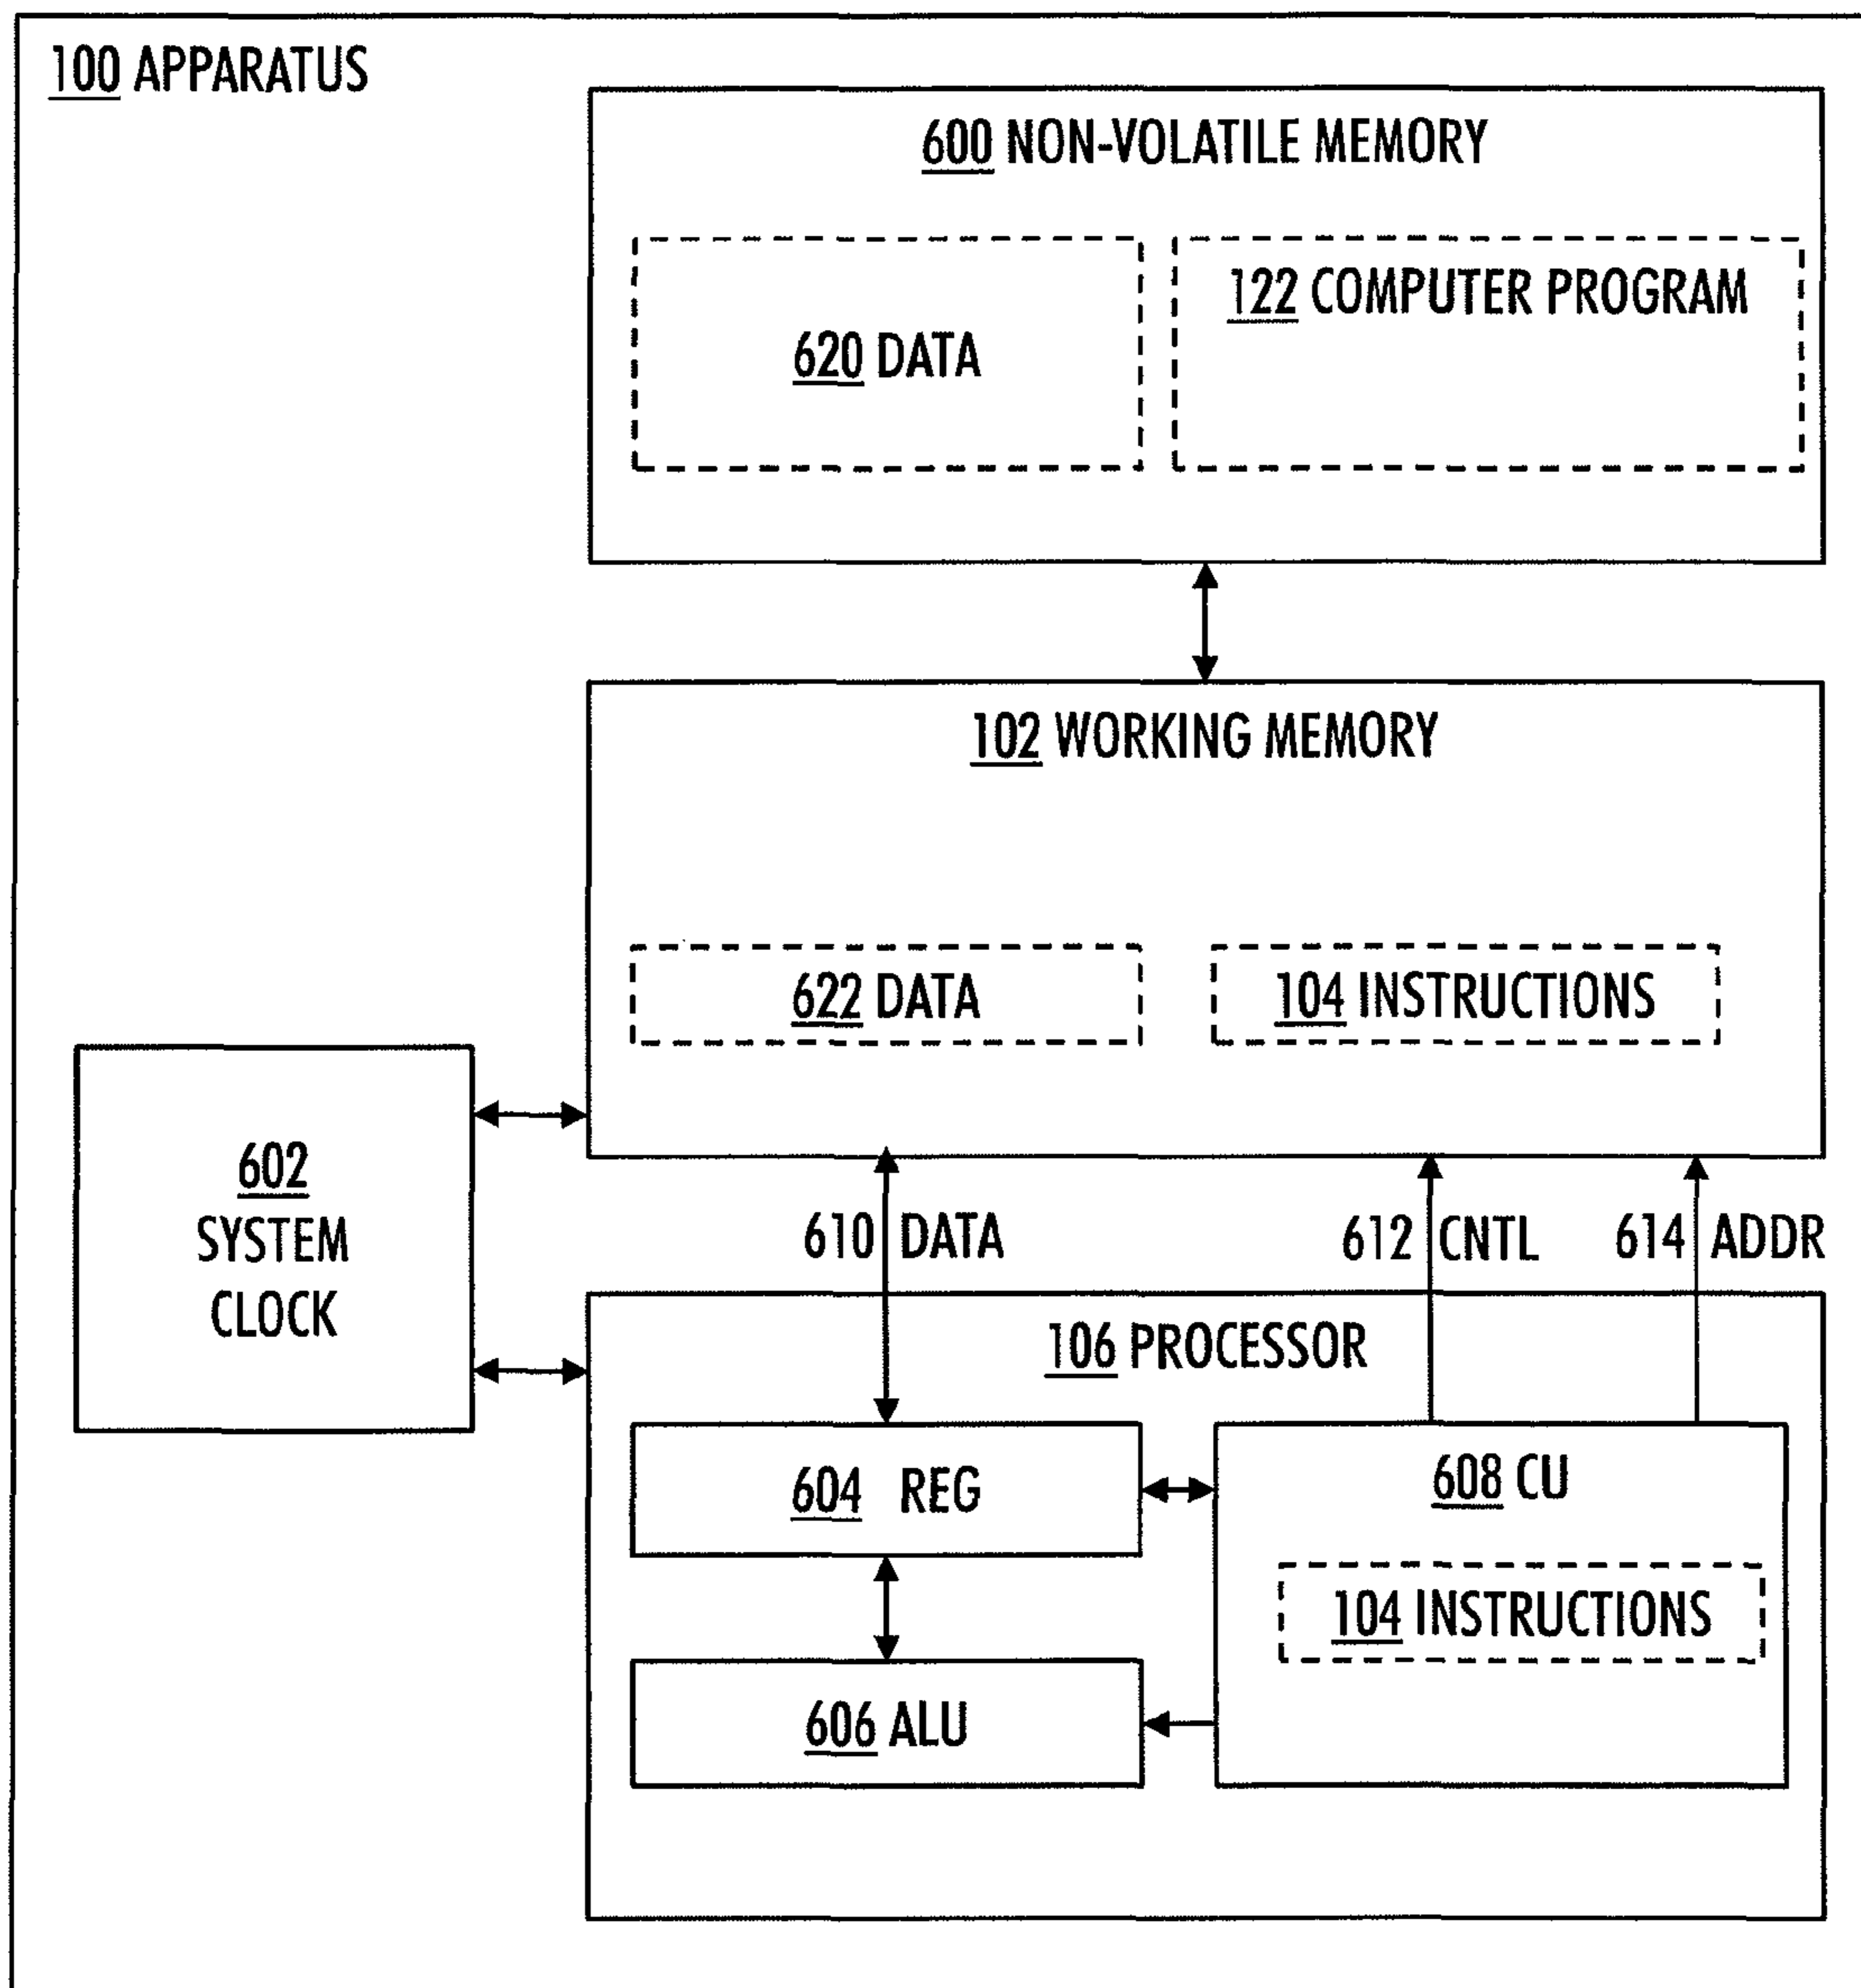 100 APPARATUS
600 NON-VOLATILE MEMORY
620 DATA
122 COMPUTER PROGRAM
102 WORKING MEMORY
622 DATA
104 INSTRUCTIONS
602
SYSTEM
CLOCK
610 DATA
612 CNTL
614 ADDR
106 PROCESSOR
604 REG
608 CU
104 INSTRUCTIONS
606 ALU